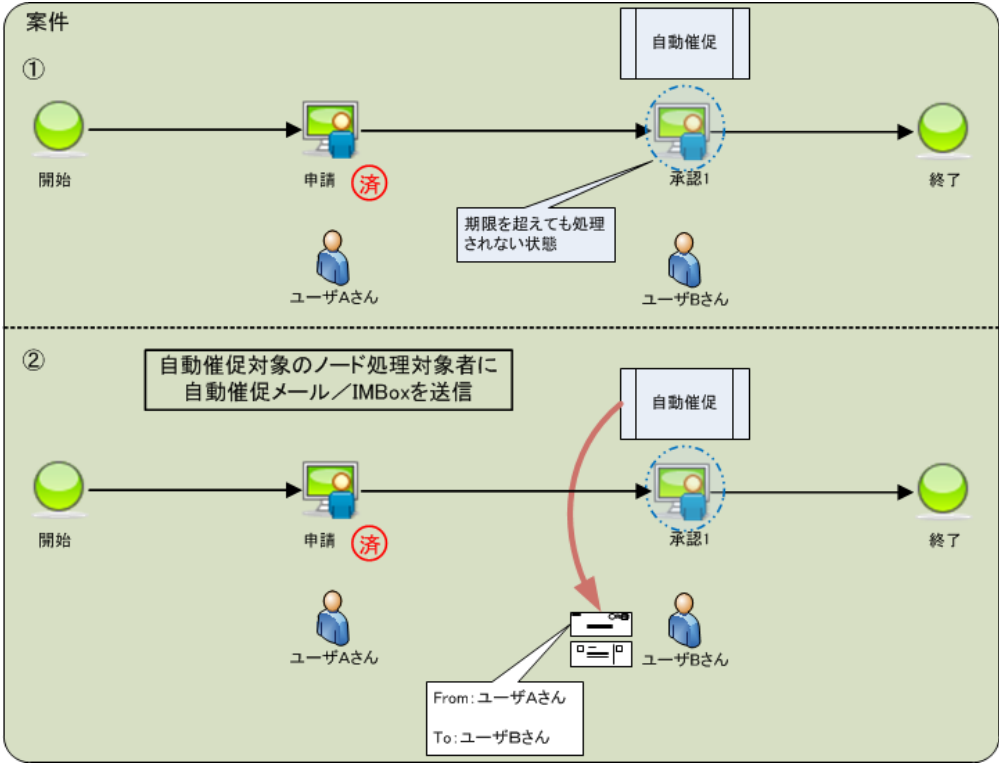 案件
①
自動催促
開始
申請
済
承認1
終了
期限を超えても処理
されない状態
ユーザAさん
ユーザBさん
②
自動催促対象のノード処理対象者に
自動催促メール／IMBoxを送信
自動催促
開始
申請
済
承認1
終了
ユーザAさん
ユーザBさん
From：ユーザAさん
To：ユーザBさん